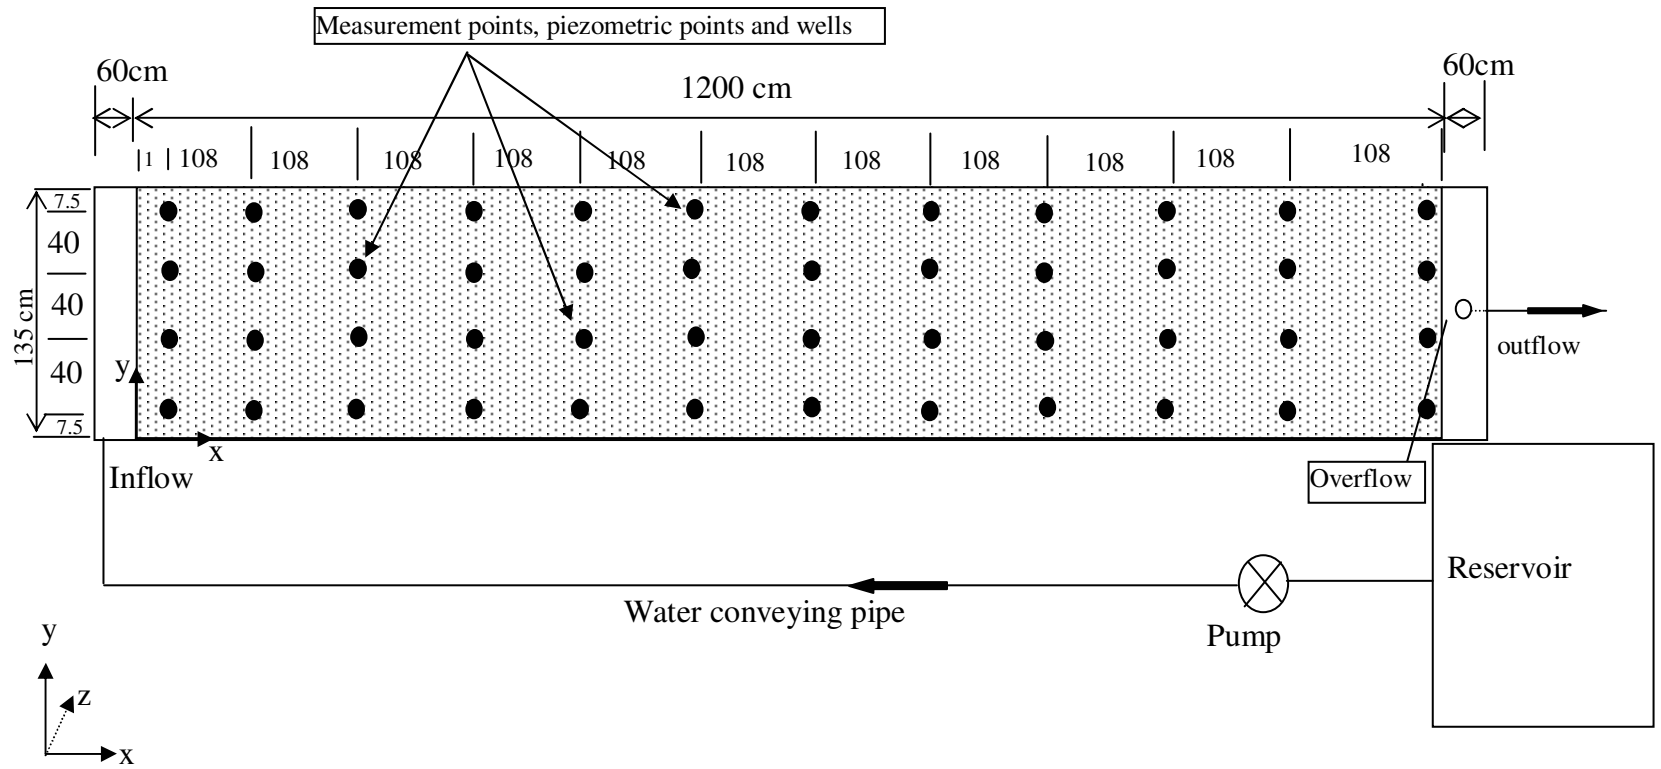 Measurement points, piezometric points and wells
60cm
1200 cm
60cm
1 108 108 108 108 108 108 108 108 108 108 108
7.5
40
40
40
7.5
135 cm
y
x
Inflow
outflow
Overflow
Reservoir
Water conveying pipe
Pump
y
z
x